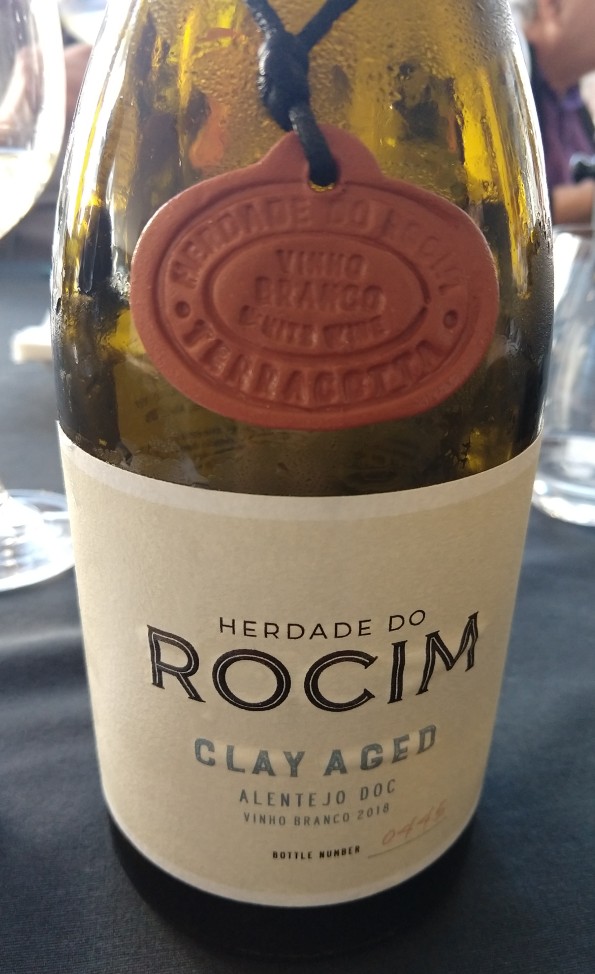 HERDADE DO ROCIM
VINHO
BRANCO
WHITE WINE
TERRACOTTA
HERDADE DO
ROCIM
CLAY AGED
ALENTEJO DOC
VINHO BRANCO 2018
BOTTLE NUMBER 0445